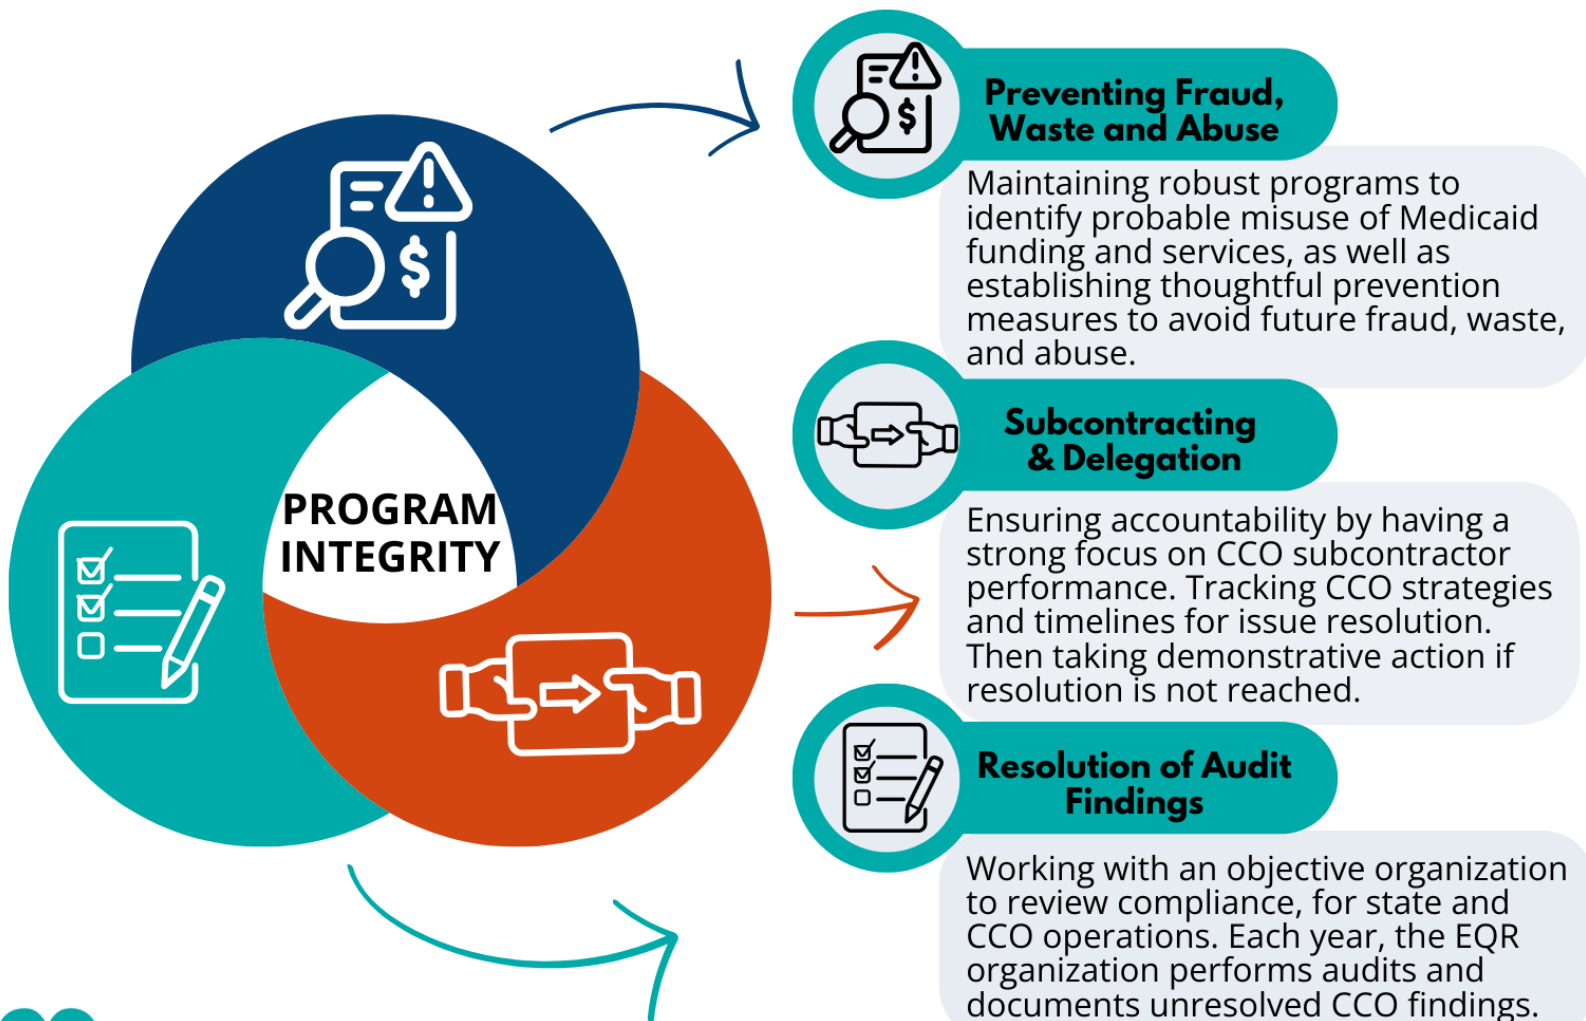 PROGRAM
INTEGRITY
Preventing Fraud,
Waste and Abuse
Maintaining robust programs to
identify probable misuse of Medicaid
funding and services, as well as
establishing thoughtful prevention
measures to avoid future fraud, waste,
and abuse.
Subcontracting
& Delegation
Ensuring accountability by having a
strong focus on CCO subcontractor
performance. Tracking CCO strategies
and timelines for issue resolution.
Then taking demonstrative action if
resolution is not reached.
Resolution of Audit
Findings
Working with an objective organization
to review compliance, for state and
CCO operations. Each year, the EQR
organization performs audits and
documents unresolved CCO findings.